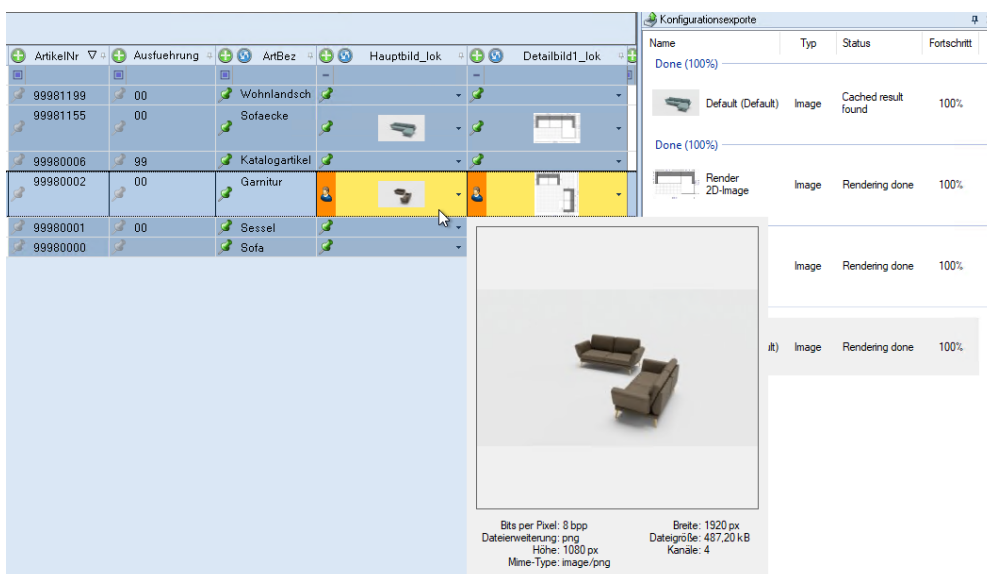 Konfigurationsexporte
ArtikelNr Ausfuehrung ArtBez Hauptbild_lok Detailbild1_lok
Name Typ Status Fortschritt
Done (100%)
99981199 00 Wohnlandsch
Default (Default) Image Cached result found 100%
99981155 00 Sofaecke
Done (100%)
99980006 99 Katalogartikel
99980002 00 Garnitur
Render 2D-Image Image Rendering done 100%
99980001 00 Sessel
99980000 Sofa
Image Rendering done 100%
ult) Image Rendering done 100%
Bits per Pixel: 8 bpp
Dateierweiterung: png
Höhe: 1080 px
Mime-Type: image/png
Breite: 1920 px
Dateigröße: 487,20 kB
Kanäle: 4